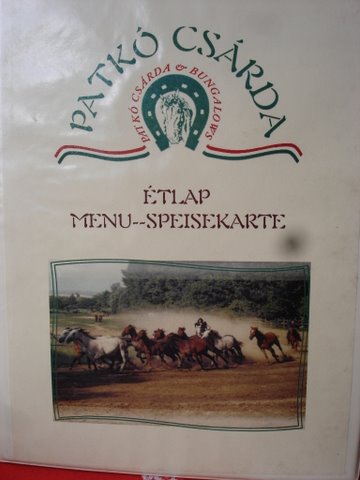 PATKÓ CSÁRDA
PATKÓ CSÁRDA & BUNGALOWS
ÉTLAP
MENU--SPEISEKARTE